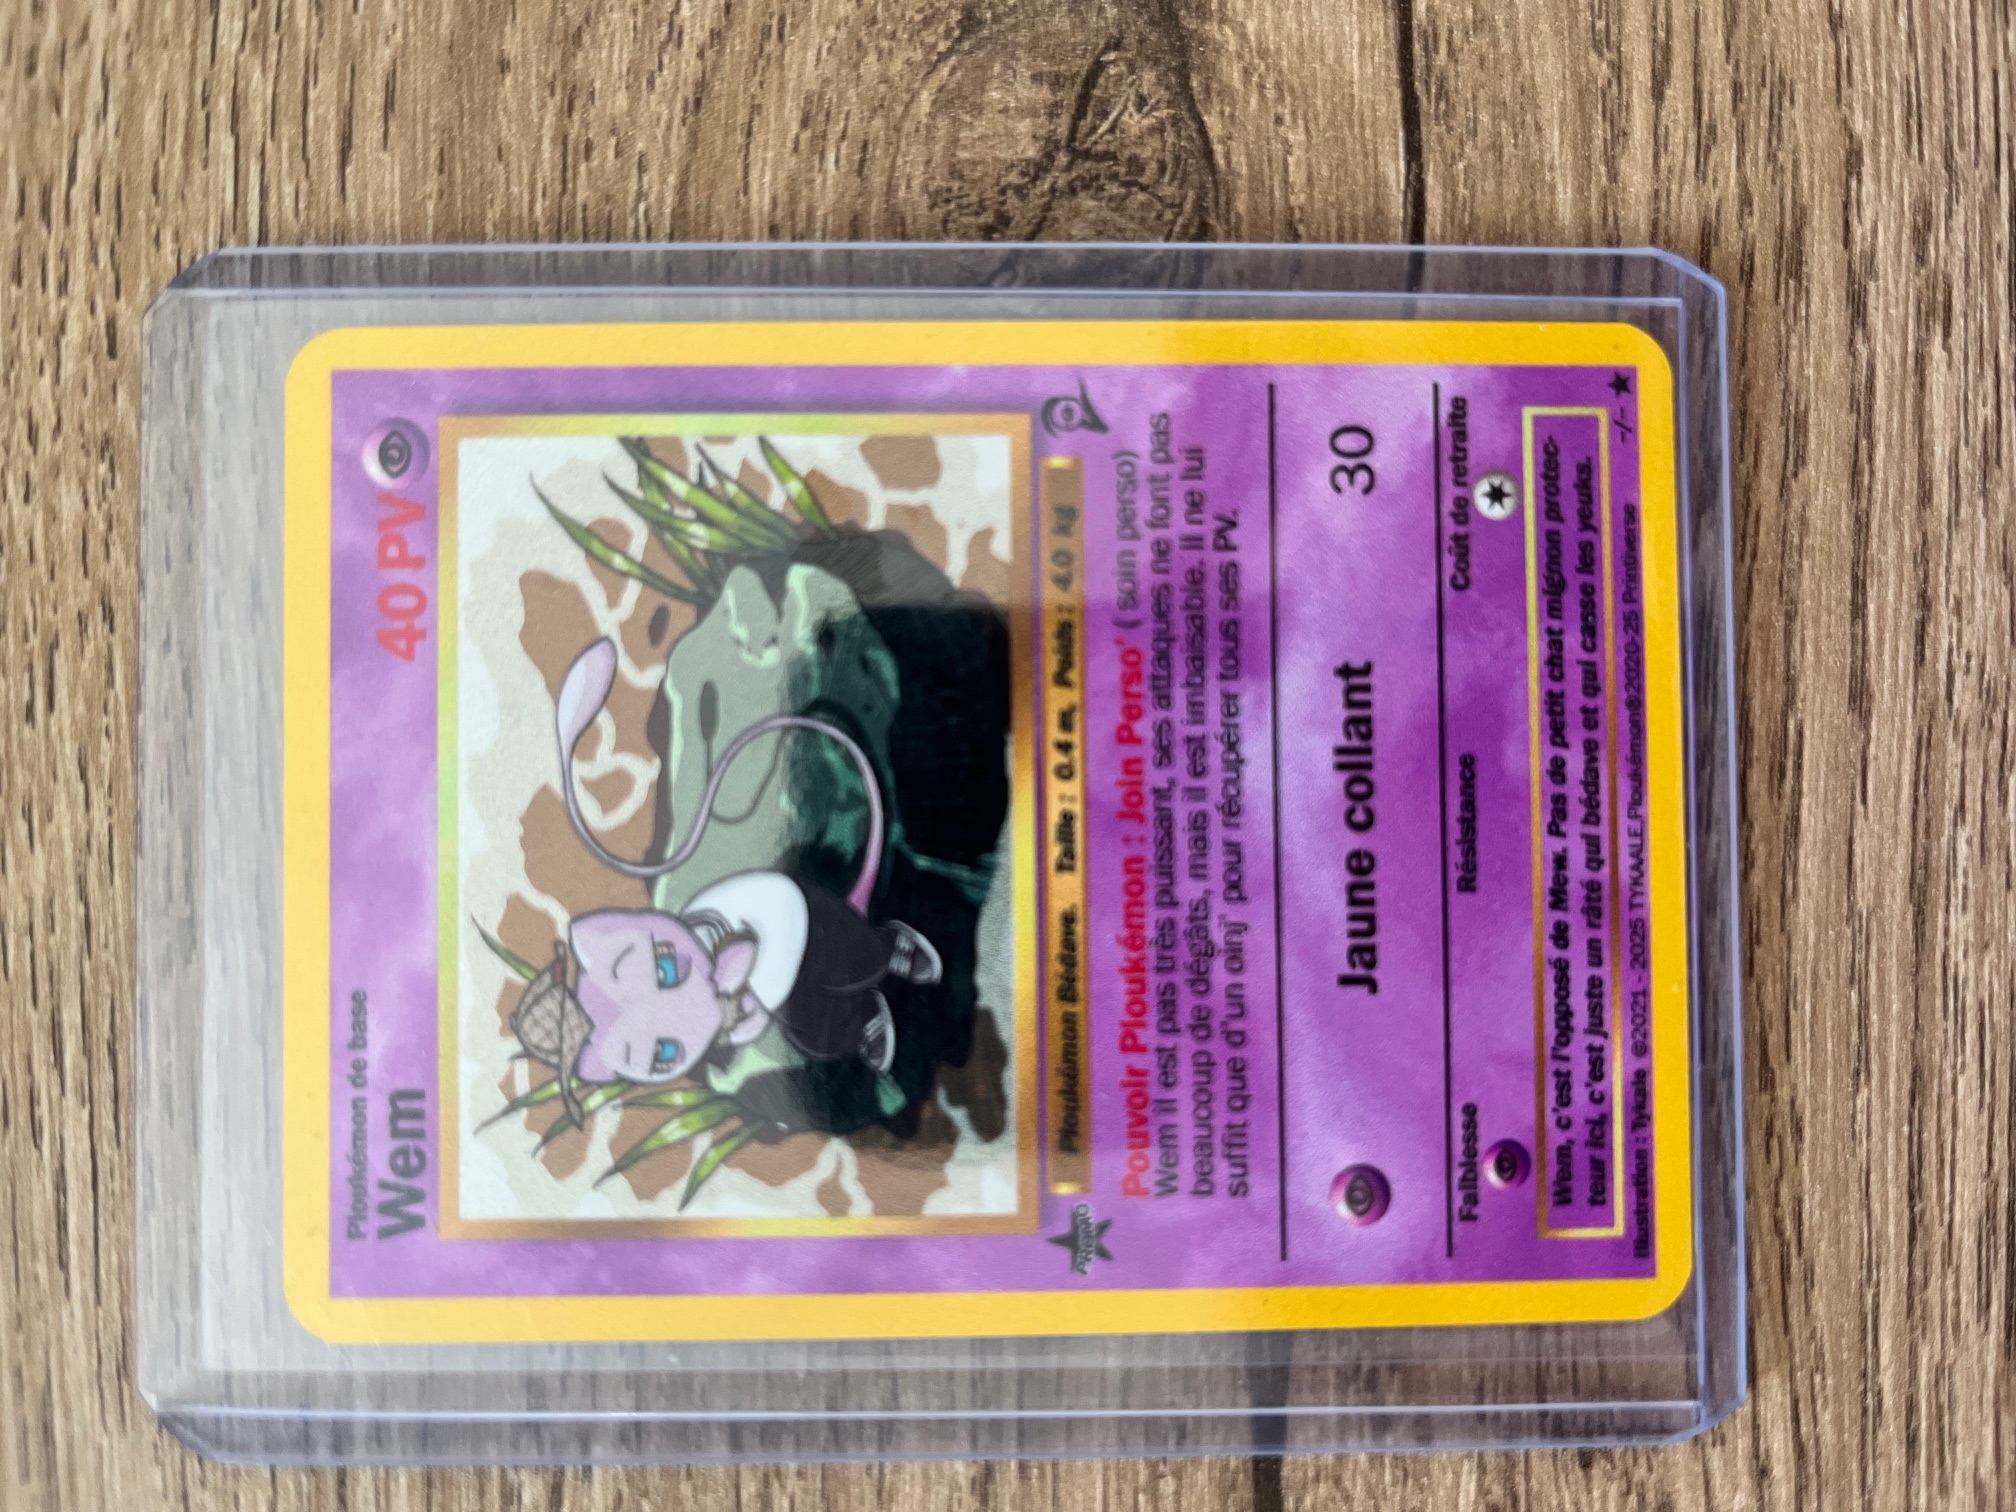 Ploukémon de base
Wem
40 PV
Ploukémon Bédave. Taille : 0.4 m, Poids : 4.0 kg
Pouvoir Ploukémon : Join Perso' ( soin perso)
Wem il est pas très puissant, ses attaques ne font pas
beaucoup de dégâts, mais il est imbaisable. Il ne lui
suffit que d'un oinj' pour récupérer tous ses PV.
Jaune collant 30
Faiblesse Résistance Coût de retraite
Wem, c'est l'opposé de Mew. Pas de petit chat mignon protec-
teur ici, c'est juste un râté qui bédave et qui casse les yeuks.
Illustration : Tykaale @2021 - 2025 TYKAALE,Ploukémon@2020-25 Printiverse
-/- ★